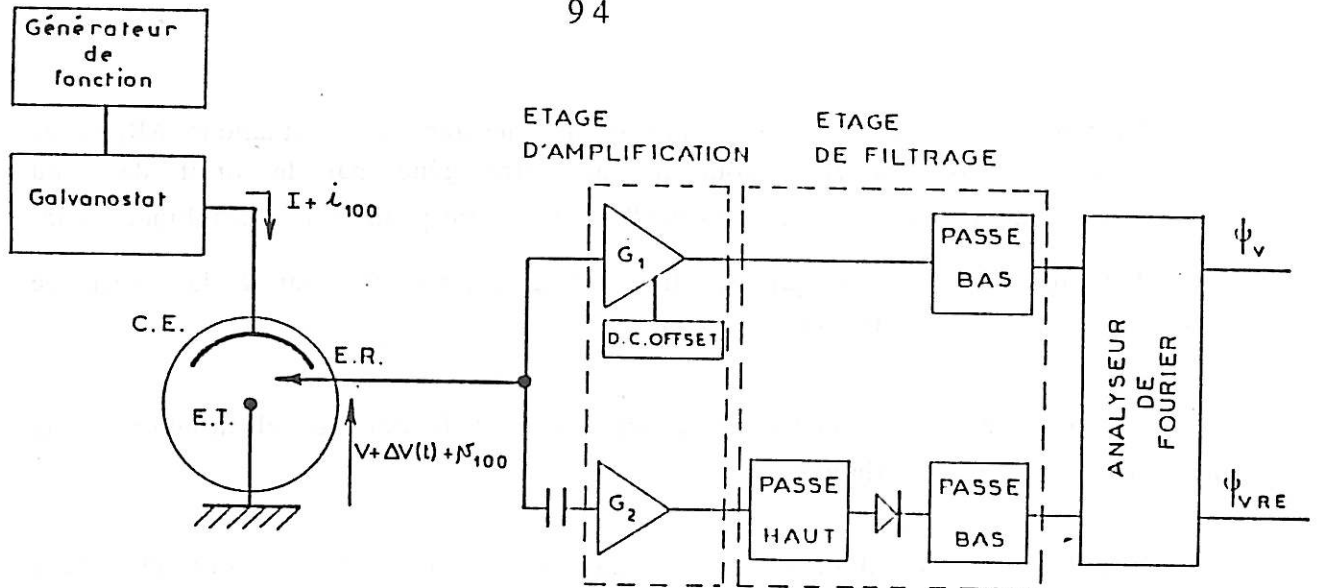 94
Générateur
de
fonction
Galvanostat
I + i100
C.E.
E.R.
E.T.
V+ΔV(t)+v100
ETAGE
D'AMPLIFICATION
G1
D.C.OFFSET
G2
ETAGE
DE FILTRAGE
PASSE
BAS
PASSE
HAUT
PASSE
BAS
ANALYSEUR
DE
FOURIER
ψV
ψVRE